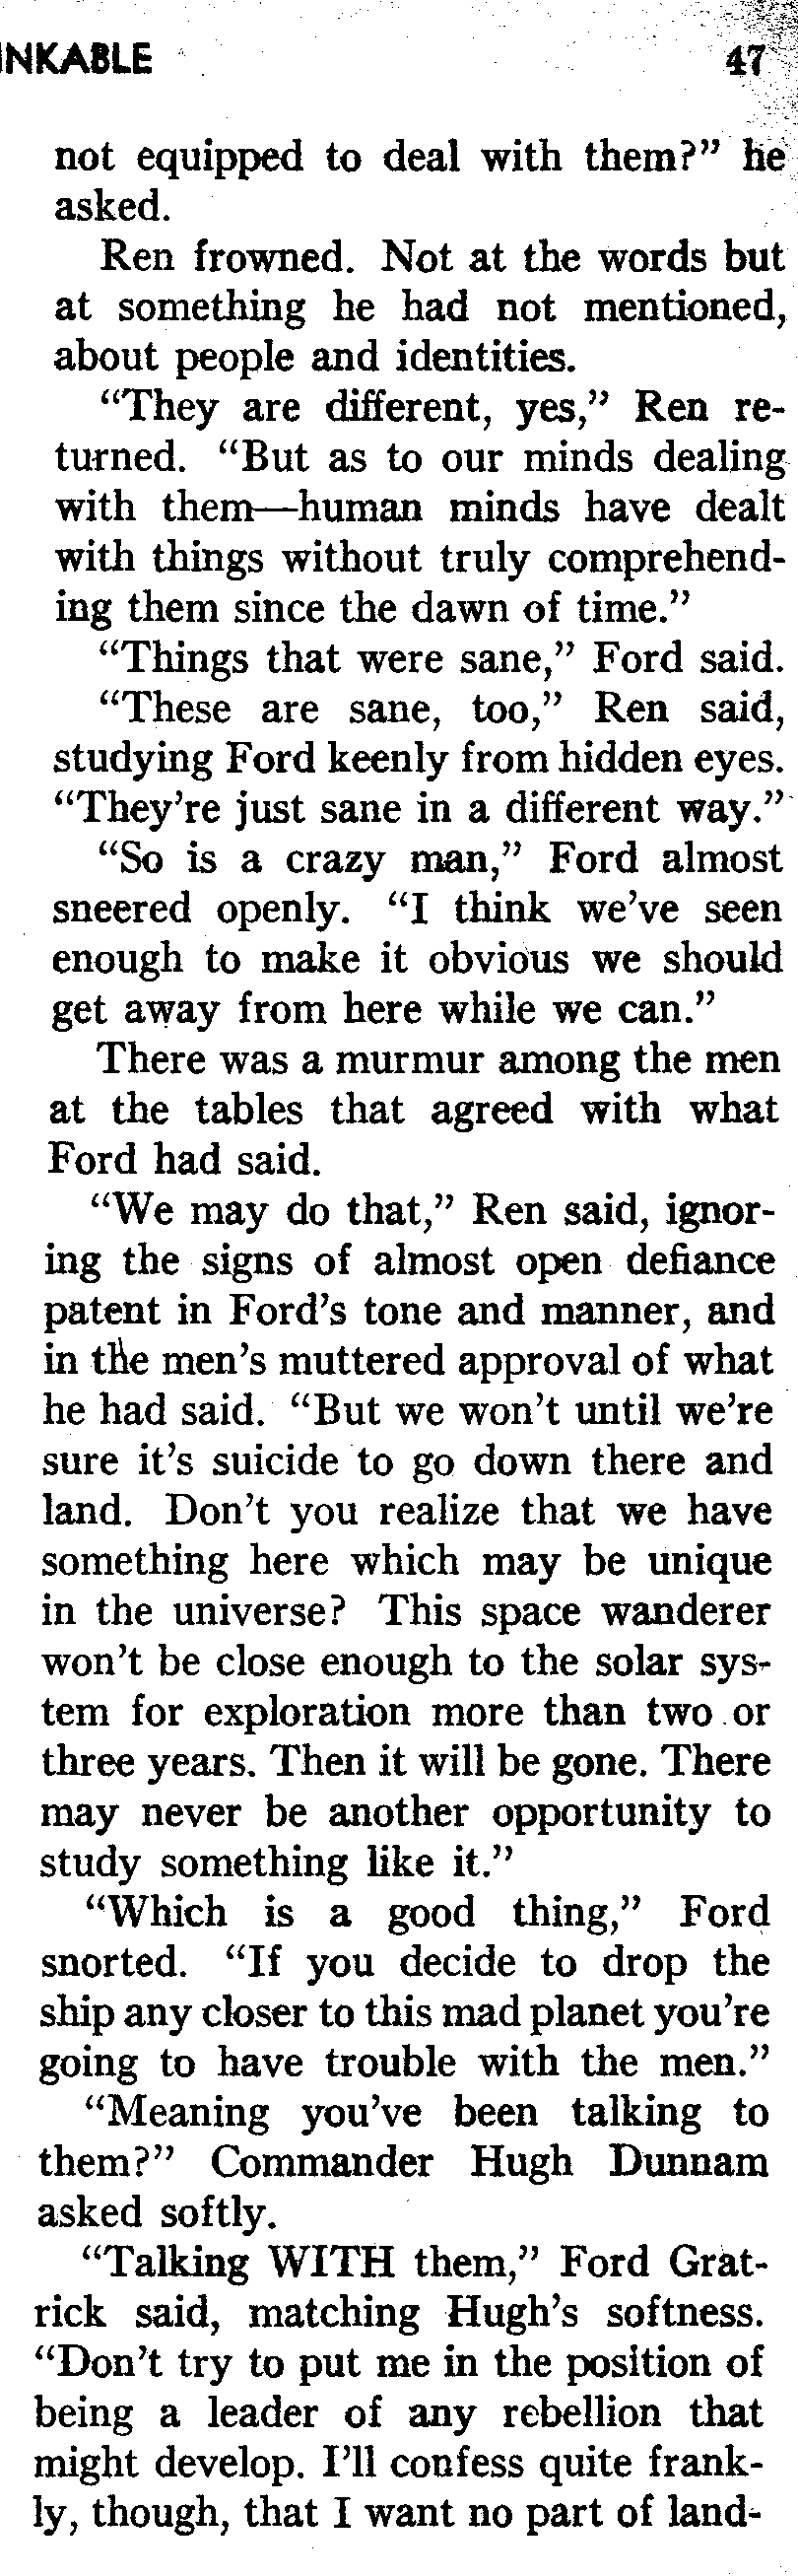 INKABLE 47
not equipped to deal with them?” he
asked.
Ren frowned. Not at the words but
at something he had not mentioned,
about people and identities.
“They are different, yes,” Ren re-
turned. “But as to our minds dealing
with them—human minds have dealt
with things without truly comprehend-
ing them since the dawn of time.”
“Things that were sane,” Ford said.
“These are sane, too,” Ren said,
studying Ford keenly from hidden eyes.
“They’re just sane in a different way.”
“So is a crazy man,” Ford almost
sneered openly. “I think we’ve seen
enough to make it obvious we should
get away from here while we can.”
There was a murmur among the men
at the tables that agreed with what
Ford had said.
“We may do that,” Ren said, ignor-
ing the signs of almost open defiance
patent in Ford’s tone and manner, and
in the men’s muttered approval of what
he had said. “But we won’t until we’re
sure it’s suicide to go down there and
land. Don’t you realize that we have
something here which may be unique
in the universe? This space wanderer
won’t be close enough to the solar sys-
tem for exploration more than two or
three years. Then it will be gone. There
may never be another opportunity to
study something like it.”
“Which is a good thing,” Ford
snorted. “If you decide to drop the
ship any closer to this mad planet you’re
going to have trouble with the men.”
“Meaning you’ve been talking to
them?” Commander Hugh Dunnam
asked softly.
“Talking WITH them,” Ford Grat-
rick said, matching Hugh’s softness.
“Don’t try to put me in the position of
being a leader of any rebellion that
might develop. I’ll confess quite frank-
ly, though, that I want no part of land-